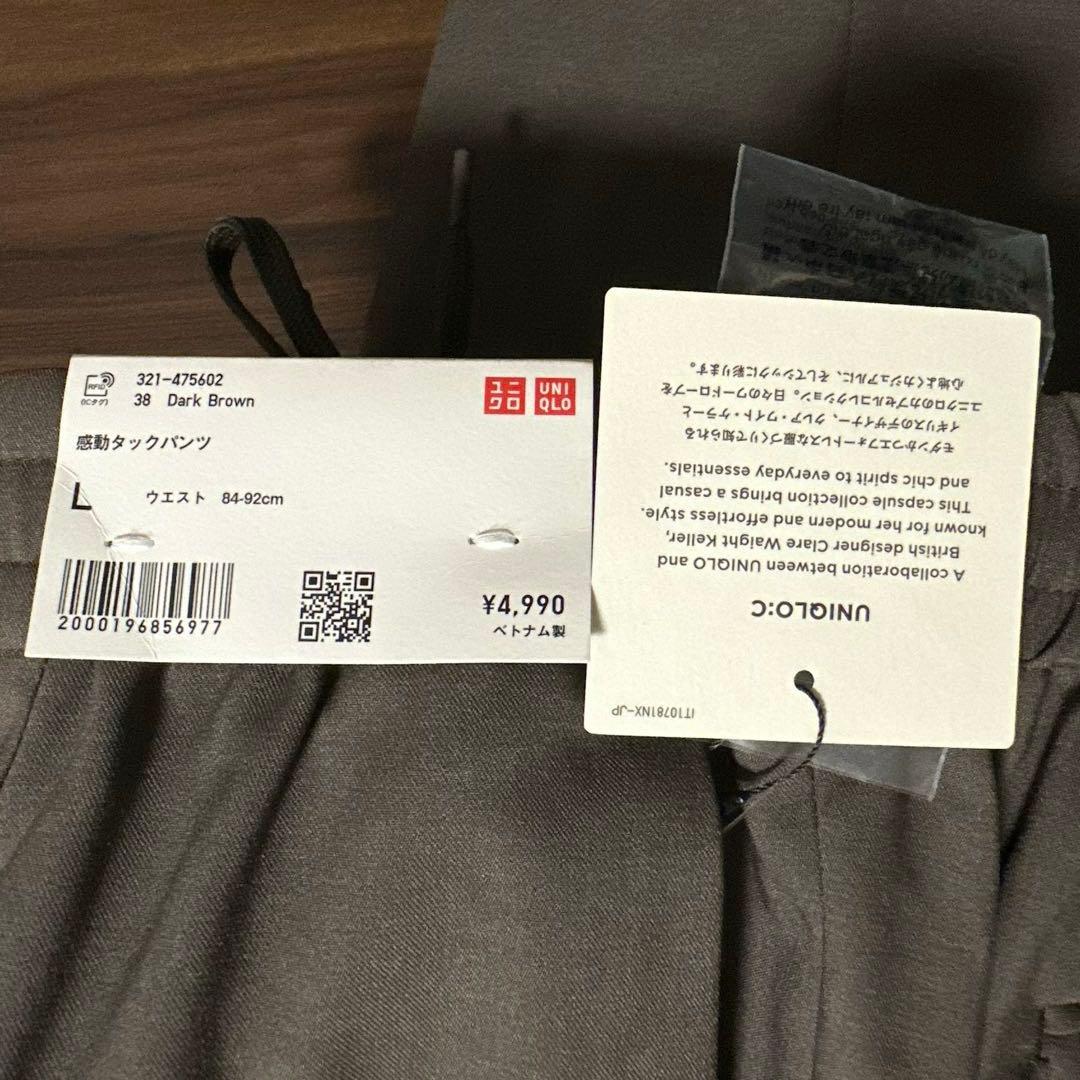 RFID
(ICタグ)
321-475602
38 Dark Brown
ユニ
クロ
UNI
QLO
感動タックパンツ
L
ウエスト 84-92cm
2000196856977
¥4,990
ベトナム製
UNIQLO:C
A collaboration between UNIQLO and
British designer Clare Waight Keller,
known for her modern and effortless style.
This capsule collection brings a casual
and chic spirit to everyday essentials.
モダンかつエフォートレスな服づくりで知られる
イギリスのデザイナー、クレア・ワイト・ケラーと
ユニクロのカプセルコレクション。日々のワードローブを
心地よくカジュアルに、そしてシックに彩ります。
IT10781NX-JP